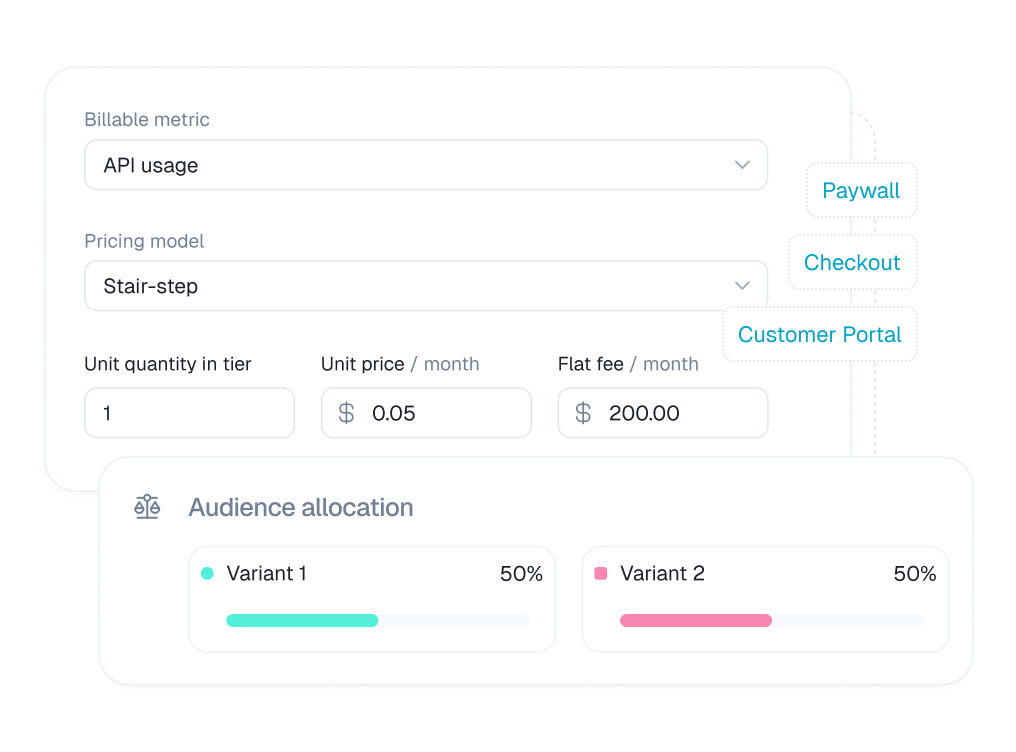 Billable metric
API usage
Paywall
Pricing model
Checkout
Stair-step
Customer Portal
Unit quantity in tier
Unit price / month
Flat fee / month
1
$ 0.05
$ 200.00
Audience allocation
Variant 1 50%
Variant 2 50%